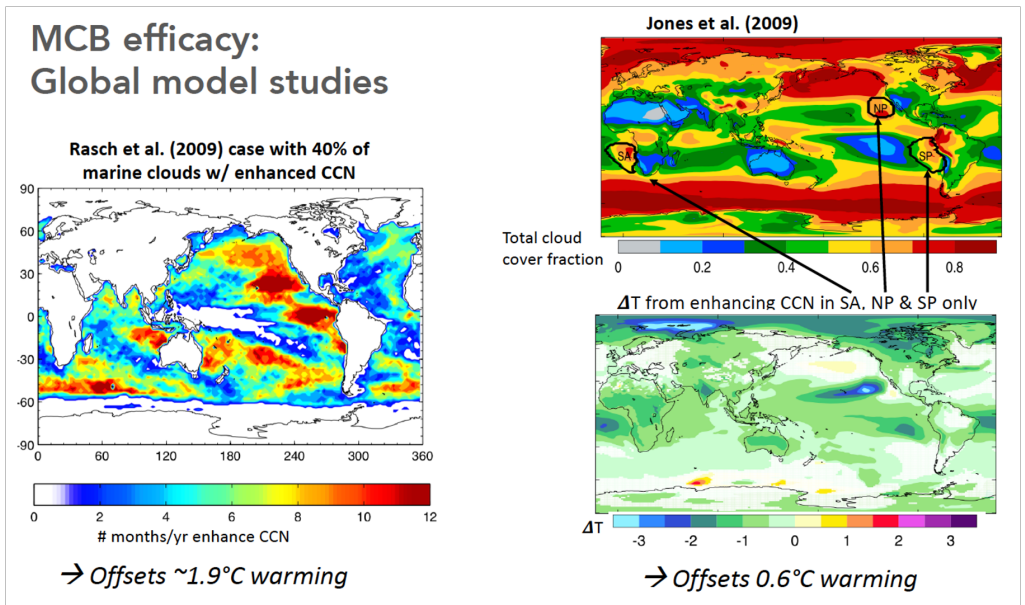 MCB efficacy:
Global model studies
Rasch et al. (2009) case with 40% of
marine clouds w/ enhanced CCN
90
60
30
0
-30
-60
-90
0 60 120 180 240 300 360
0 2 4 6 8 10 12
# months/yr enhance CCN
→ Offsets ~1.9°C warming
Jones et al. (2009)
NP
SA
SP
Total cloud
cover fraction
0 0.2 0.4 0.6 0.8
ΔT from enhancing CCN in SA, NP & SP only
ΔT
-3 -2 -1 0 1 2 3
→ Offsets 0.6°C warming